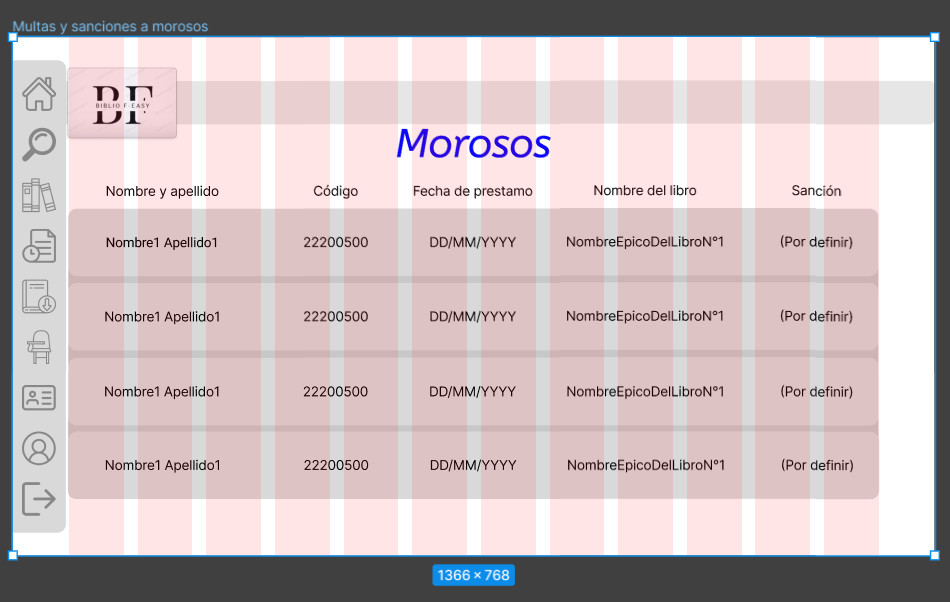 Multas y sanciones a morosos
BF
BIBLIO F·EASY
Morosos
Nombre y apellido Código Fecha de prestamo Nombre del libro Sanción
Nombre1 Apellido1 22200500 DD/MM/YYYY NombreEpicoDelLibroN°1 (Por definir)
Nombre1 Apellido1 22200500 DD/MM/YYYY NombreEpicoDelLibroN°1 (Por definir)
Nombre1 Apellido1 22200500 DD/MM/YYYY NombreEpicoDelLibroN°1 (Por definir)
Nombre1 Apellido1 22200500 DD/MM/YYYY NombreEpicoDelLibroN°1 (Por definir)
1366 × 768